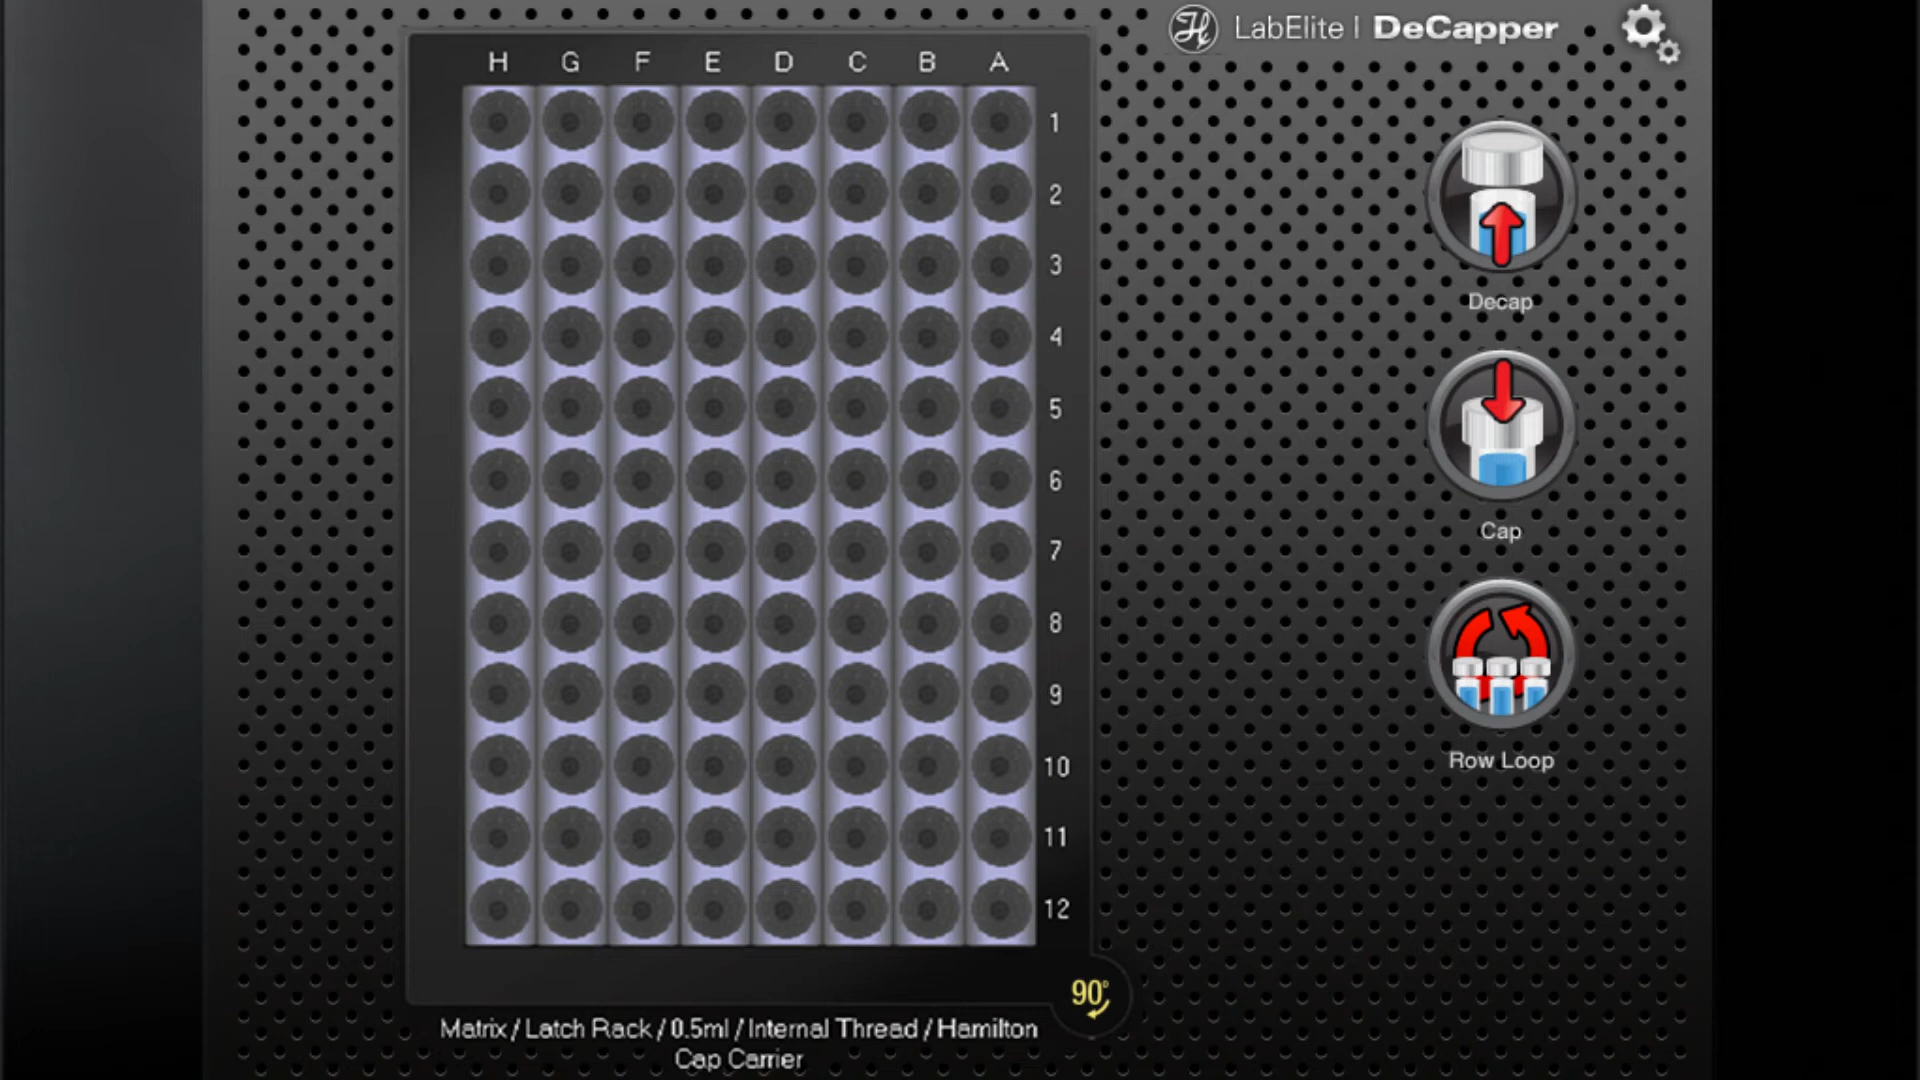 LabElite | DeCapper
H G F E D C B A
1
2
3
4
5
6
7
8
9
10
11
12
Decap
Cap
Row Loop
90°
Matrix / Latch Rack / 0.5ml / Internal Thread / Hamilton
Cap Carrier